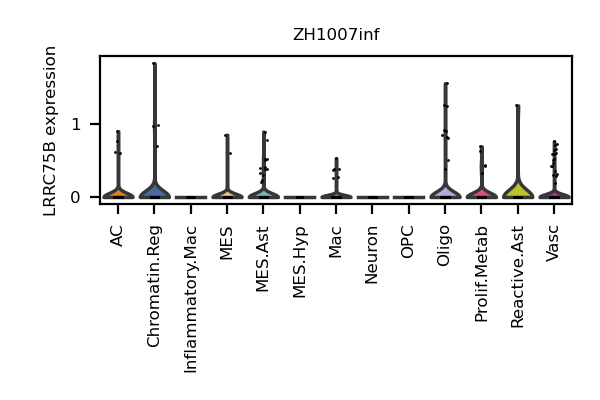 ZH1007inf
LRRC75B expression
1
0
AC
Chromatin.Reg
Inflammatory.Mac
MES
MES.Ast
MES.Hyp
Mac
Neuron
OPC
Oligo
Prolif.Metab
Reactive.Ast
Vasc